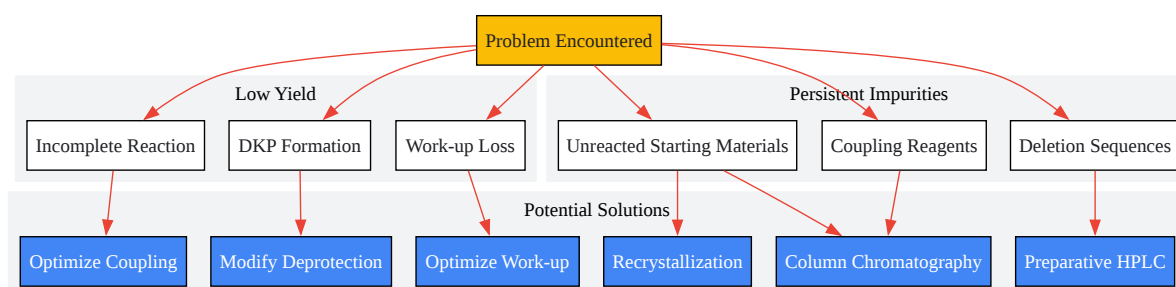 Problem Encountered
Low Yield
Persistent Impurities
Incomplete Reaction
DKP Formation
Work-up Loss
Unreacted Starting Materials
Coupling Reagents
Deletion Sequences
Potential Solutions
Optimize Coupling
Modify Deprotection
Optimize Work-up
Recrystallization
Column Chromatography
Preparative HPLC